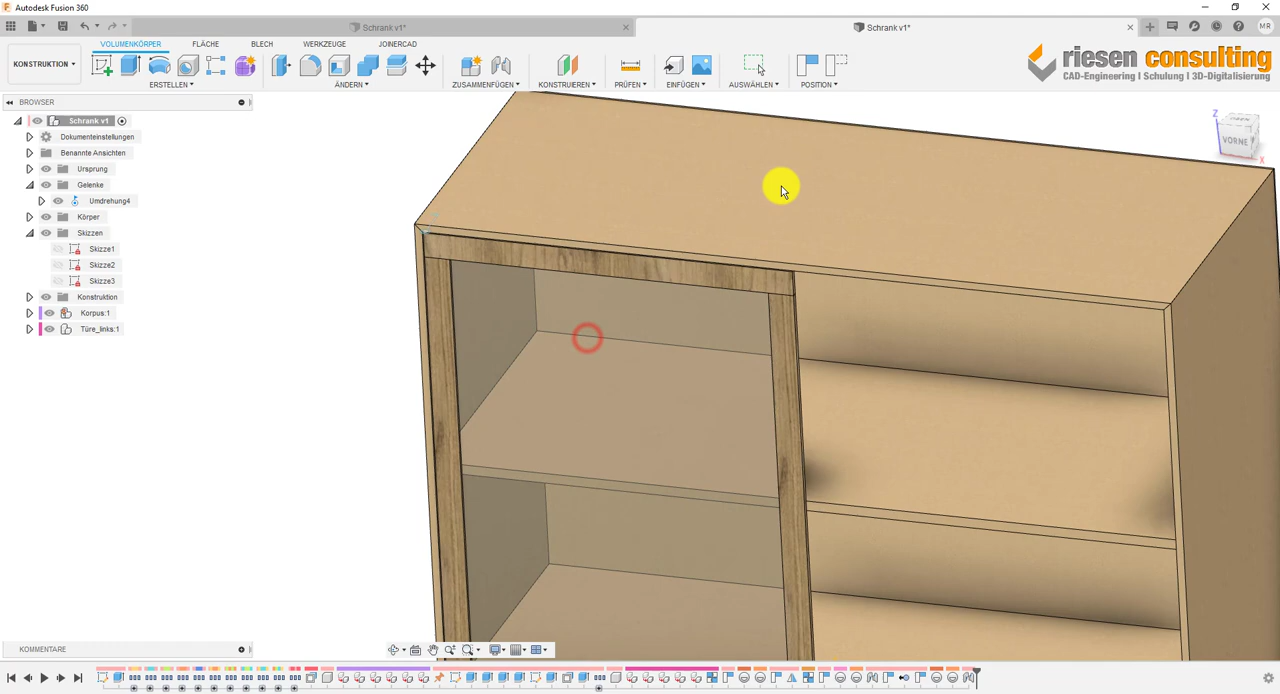 Autodesk Fusion 360
Schrank v1*
Schrank v1*
MR
KONSTRUKTION
VOLUMENKÖRPER
FLÄCHE
BLECH
WERKZEUGE
JOINERCAD
ERSTELLEN
ÄNDERN
ZUSAMMENFÜGEN
KONSTRUIEREN
PRÜFEN
EINFÜGEN
AUSWÄHLEN
POSITION
riesen consulting
CAD-Engineering | Schulung | 3D-Digitalisierung
BROWSER
Schrank v1
Dokumenteinstellungen
Benannte Ansichten
Ursprung
Gelenke
Umdrehung4
Körper
Skizzen
Skizze1
Skizze2
Skizze3
Konstruktion
Korpus:1
Türe_links:1
Z
VORNE
X
KOMMENTARE